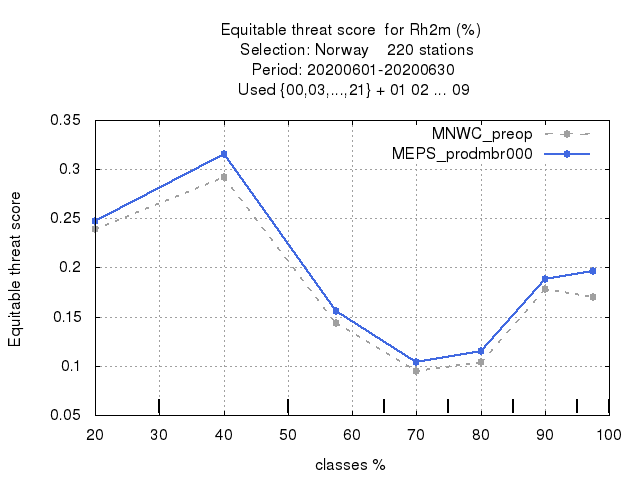 Equitable threat score  for Rh2m (%)
Selection: Norway    220 stations
Period: 20200601-20200630
Used {00,03,...,21} + 01 02 ... 09
MNWC_preop
MEPS_prodmbr000
Equitable threat score
0.35
0.3
0.25
0.2
0.15
0.1
0.05
20 30 40 50 60 70 80 90 100
classes %